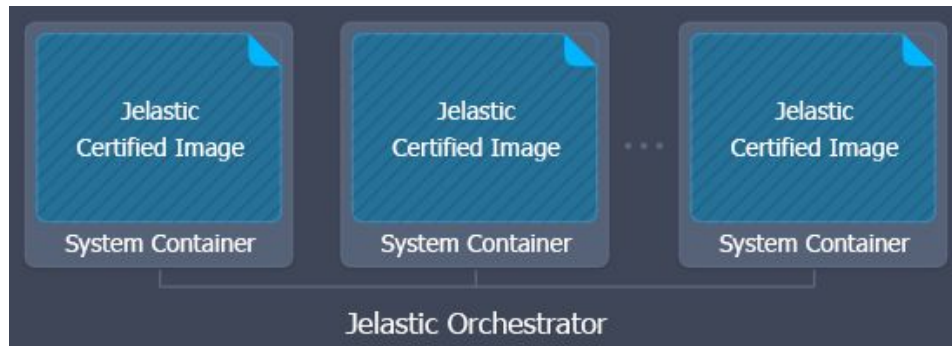 Jelastic
Certified Image
System Container
Jelastic
Certified Image
System Container
Jelastic
Certified Image
System Container
Jelastic Orchestrator